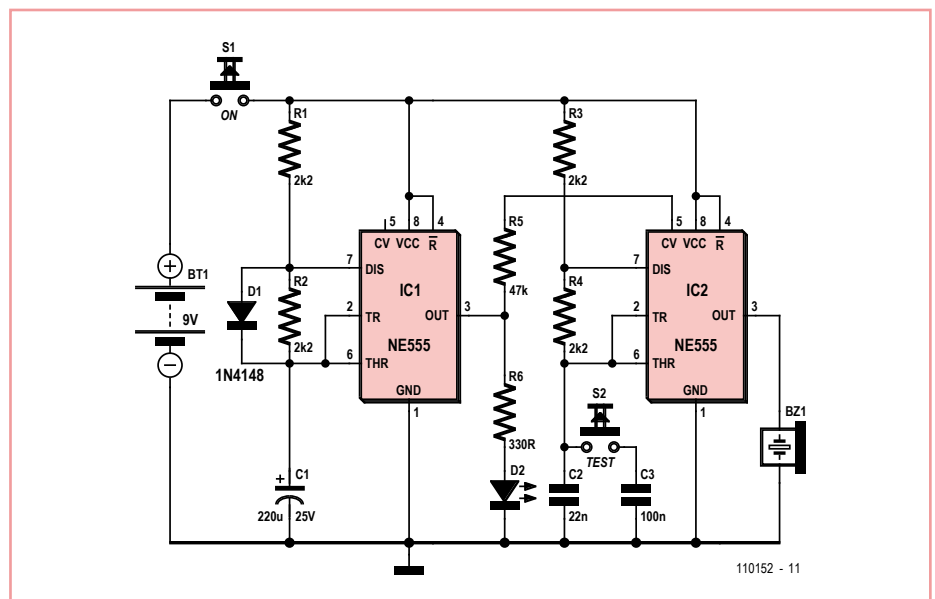 S1
ON
R1
2k2
R3
2k2
5 8 4
CV VCC R
R5
47k
5 8 4
CV VCC R
7
DIS
IC1
2
TR
OUT
3
NE555
6
THR
GND
1
D1
1N4148
R2
2k2
BT1
9V
R4
2k2
7
DIS
IC2
2
TR
OUT
3
NE555
6
THR
GND
1
R6
330R
S2
TEST
BZ1
+ C1
220u 25V
D2
C2
22n
C3
100n
110152 - 11